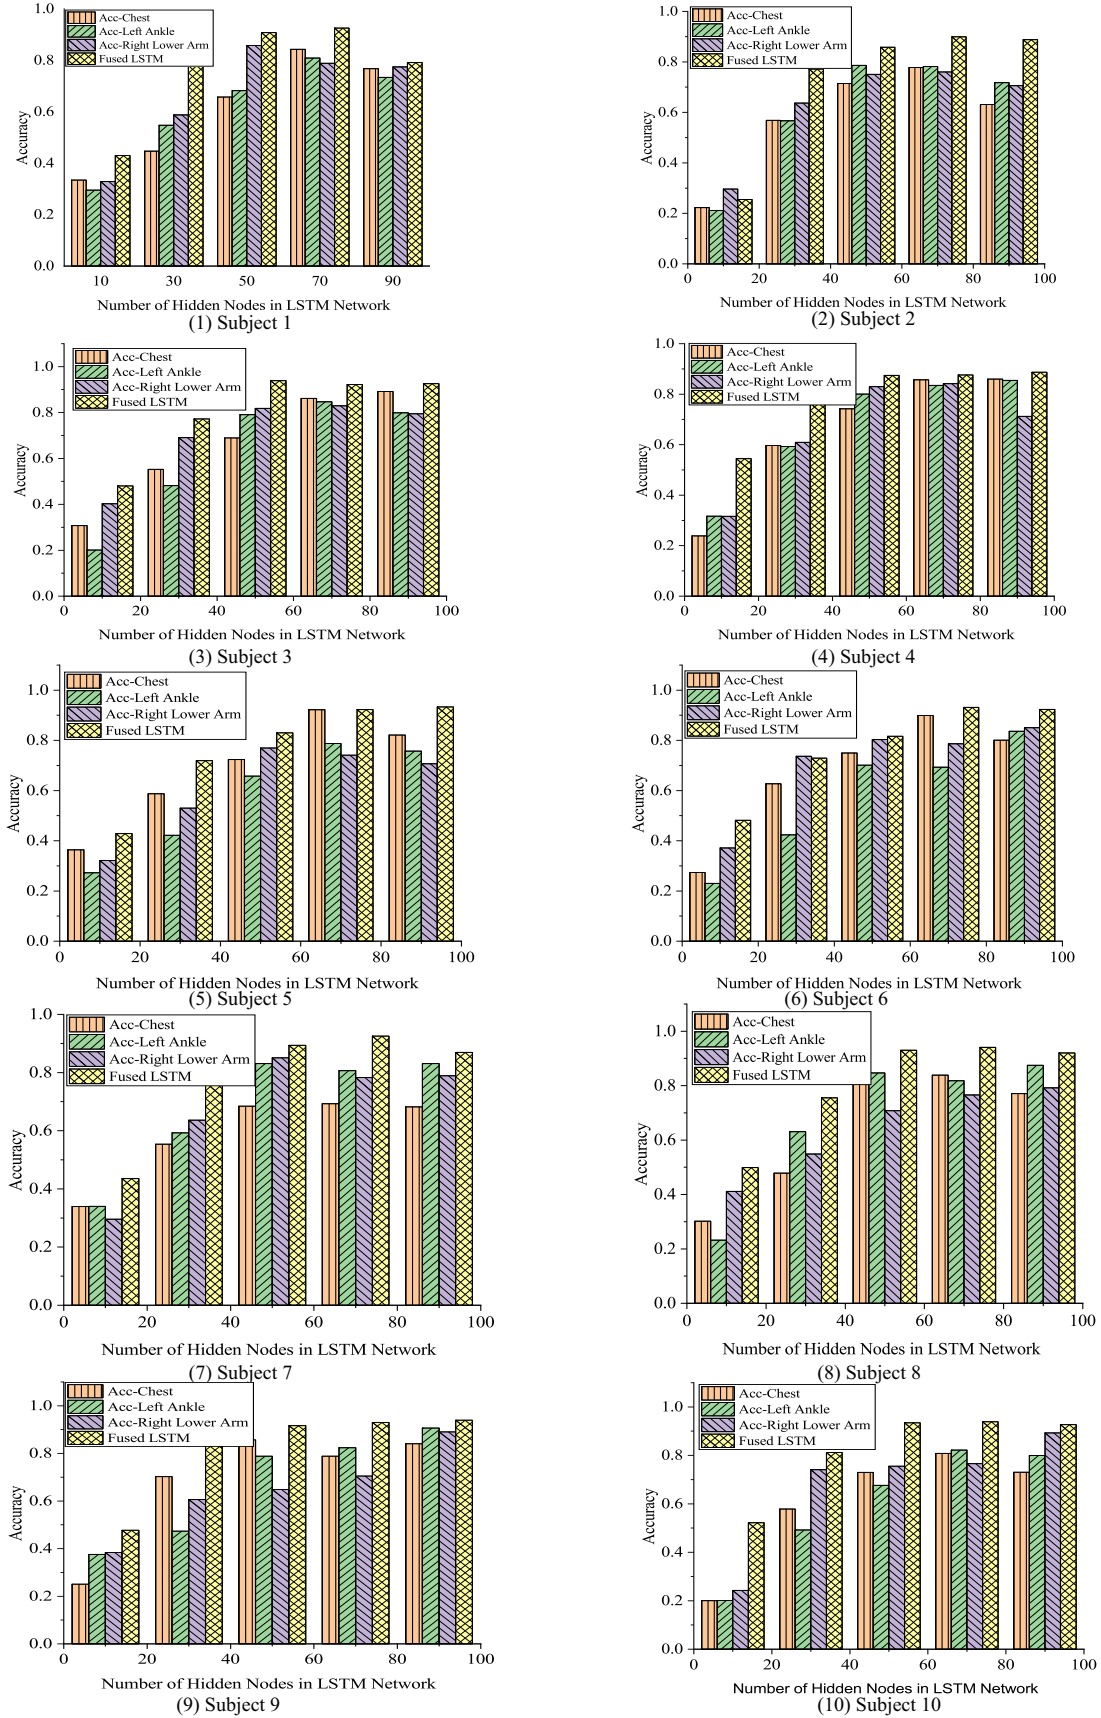 Acc-Chest
Acc-Left Ankle
Acc-Right Lower Arm
Fused LSTM
1.0
0.8
0.6
0.4
0.2
0.0
Accuracy
10 30 50 70 90
Number of Hidden Nodes in LSTM Network
(1) Subject 1
Acc-Chest
Acc-Left Ankle
Acc-Right Lower Arm
Fused LSTM
1.0
0.8
0.6
0.4
0.2
0.0
Accuracy
0 20 40 60 80 100
Number of Hidden Nodes in LSTM Network
(2) Subject 2
Acc-Chest
Acc-Left Ankle
Acc-Right Lower Arm
Fused LSTM
1.0
0.8
0.6
0.4
0.2
0.0
Accuracy
0 20 40 60 80 100
Number of Hidden Nodes in LSTM Network
(3) Subject 3
Acc-Chest
Acc-Left Ankle
Acc-Right Lower Arm
Fused LSTM
1.0
0.8
0.6
0.4
0.2
0.0
Accuracy
0 20 40 60 80 100
Number of Hidden Nodes in LSTM Network
(4) Subject 4
Acc-Chest
Acc-Left Ankle
Acc-Right Lower Arm
Fused LSTM
1.0
0.8
0.6
0.4
0.2
0.0
Accuracy
0 20 40 60 80 100
Number of Hidden Nodes in LSTM Network
(5) Subject 5
Acc-Chest
Acc-Left Ankle
Acc-Right Lower Arm
Fused LSTM
1.0
0.8
0.6
0.4
0.2
0.0
Accuracy
0 20 40 60 80 100
Number of Hidden Nodes in LSTM Network
(6) Subject 6
Acc-Chest
Acc-Left Ankle
Acc-Right Lower Arm
Fused LSTM
1.0
0.8
0.6
0.4
0.2
0.0
Accuracy
0 20 40 60 80 100
Number of Hidden Nodes in LSTM Network
(7) Subject 7
Acc-Chest
Acc-Left Ankle
Acc-Right Lower Arm
Fused LSTM
1.0
0.8
0.6
0.4
0.2
0.0
Accuracy
0 20 40 60 80 100
Number of Hidden Nodes in LSTM Network
(8) Subject 8
Acc-Chest
Acc-Left Ankle
Acc-Right Lower Arm
Fused LSTM
1.0
0.8
0.6
0.4
0.2
0.0
Accuracy
0 20 40 60 80 100
Number of Hidden Nodes in LSTM Network
(9) Subject 9
Acc-Chest
Acc-Left Ankle
Acc-Right Lower Arm
Fused LSTM
1.0
0.8
0.6
0.4
0.2
0.0
Accuracy
0 20 40 60 80 100
Number of Hidden Nodes in LSTM Network
(10) Subject 10